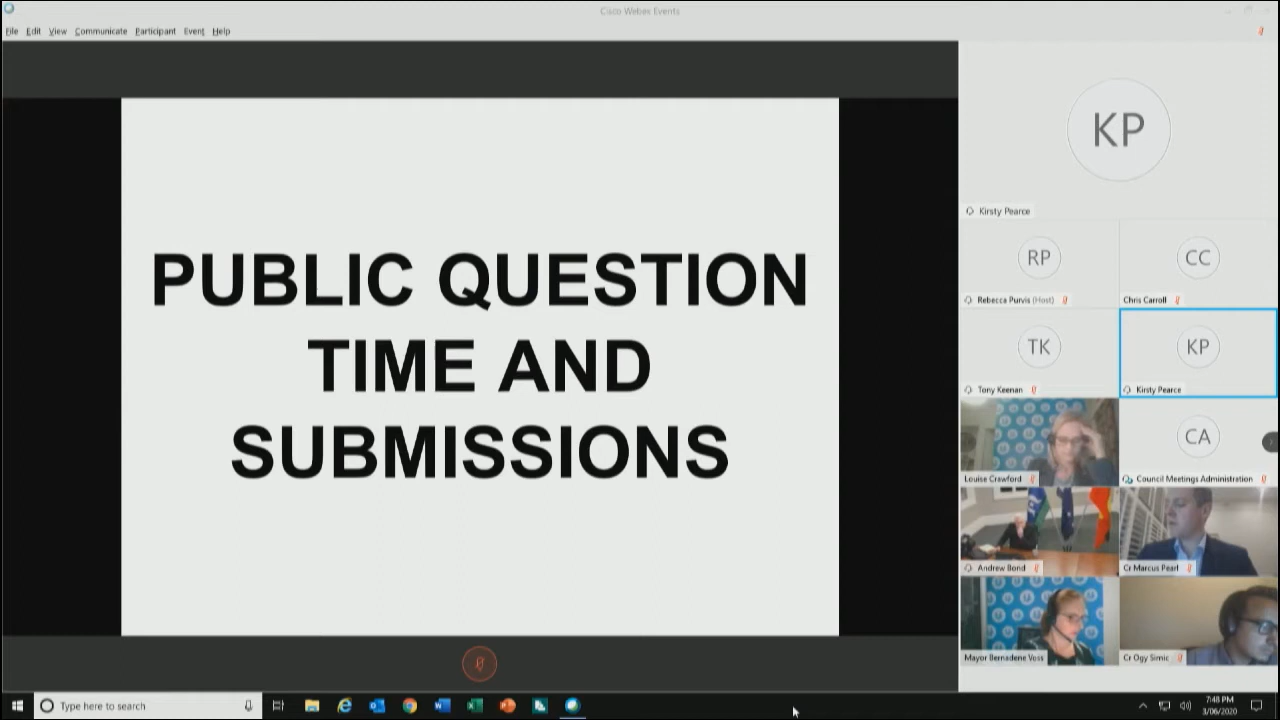 Cisco Webex Events
File Edit View Communicate Participant Event Help
PUBLIC QUESTION
TIME AND
SUBMISSIONS
KP
Kirsty Pearce
RP
CC
Rebecca Purvis (Host)
Chris Carroll
TK
KP
Tony Keenan
Kirsty Pearce
CA
Louise Crawford
Council Meetings Administration
Andrew Bond
Cr Marcus Pearl
Mayor Bernadene Voss
Cr Ogy Simic
Type here to search
7:48 PM
3/06/2020